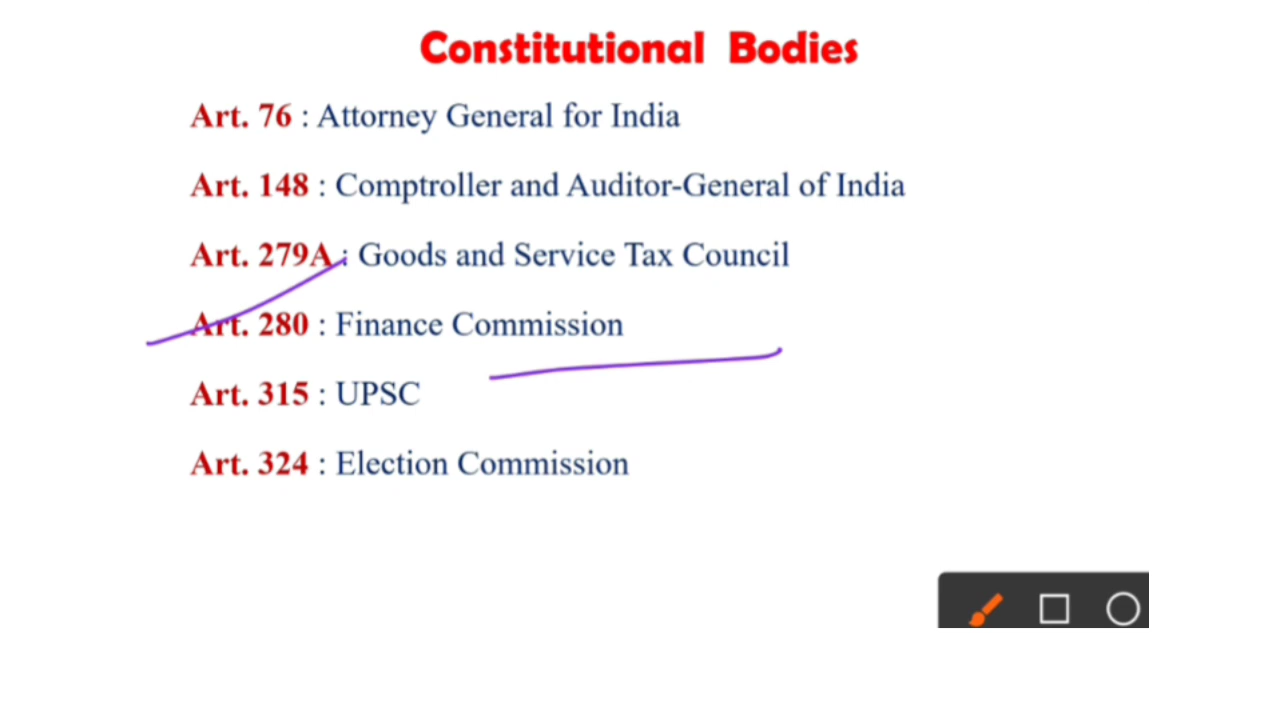 Constitutional Bodies
Art. 76 : Attorney General for India
Art. 148 : Comptroller and Auditor-General of India
Art. 279A : Goods and Service Tax Council
Art. 280 : Finance Commission
Art. 315 : UPSC
Art. 324 : Election Commission